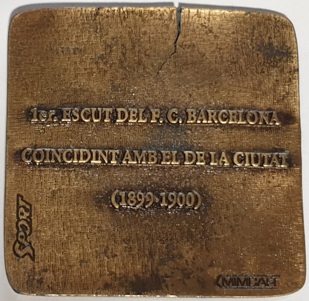 1er. ESCUT DEL F. C. BARCELONA
COINCIDINT AMB EL DE LA CIUTAT
(1899-1900)